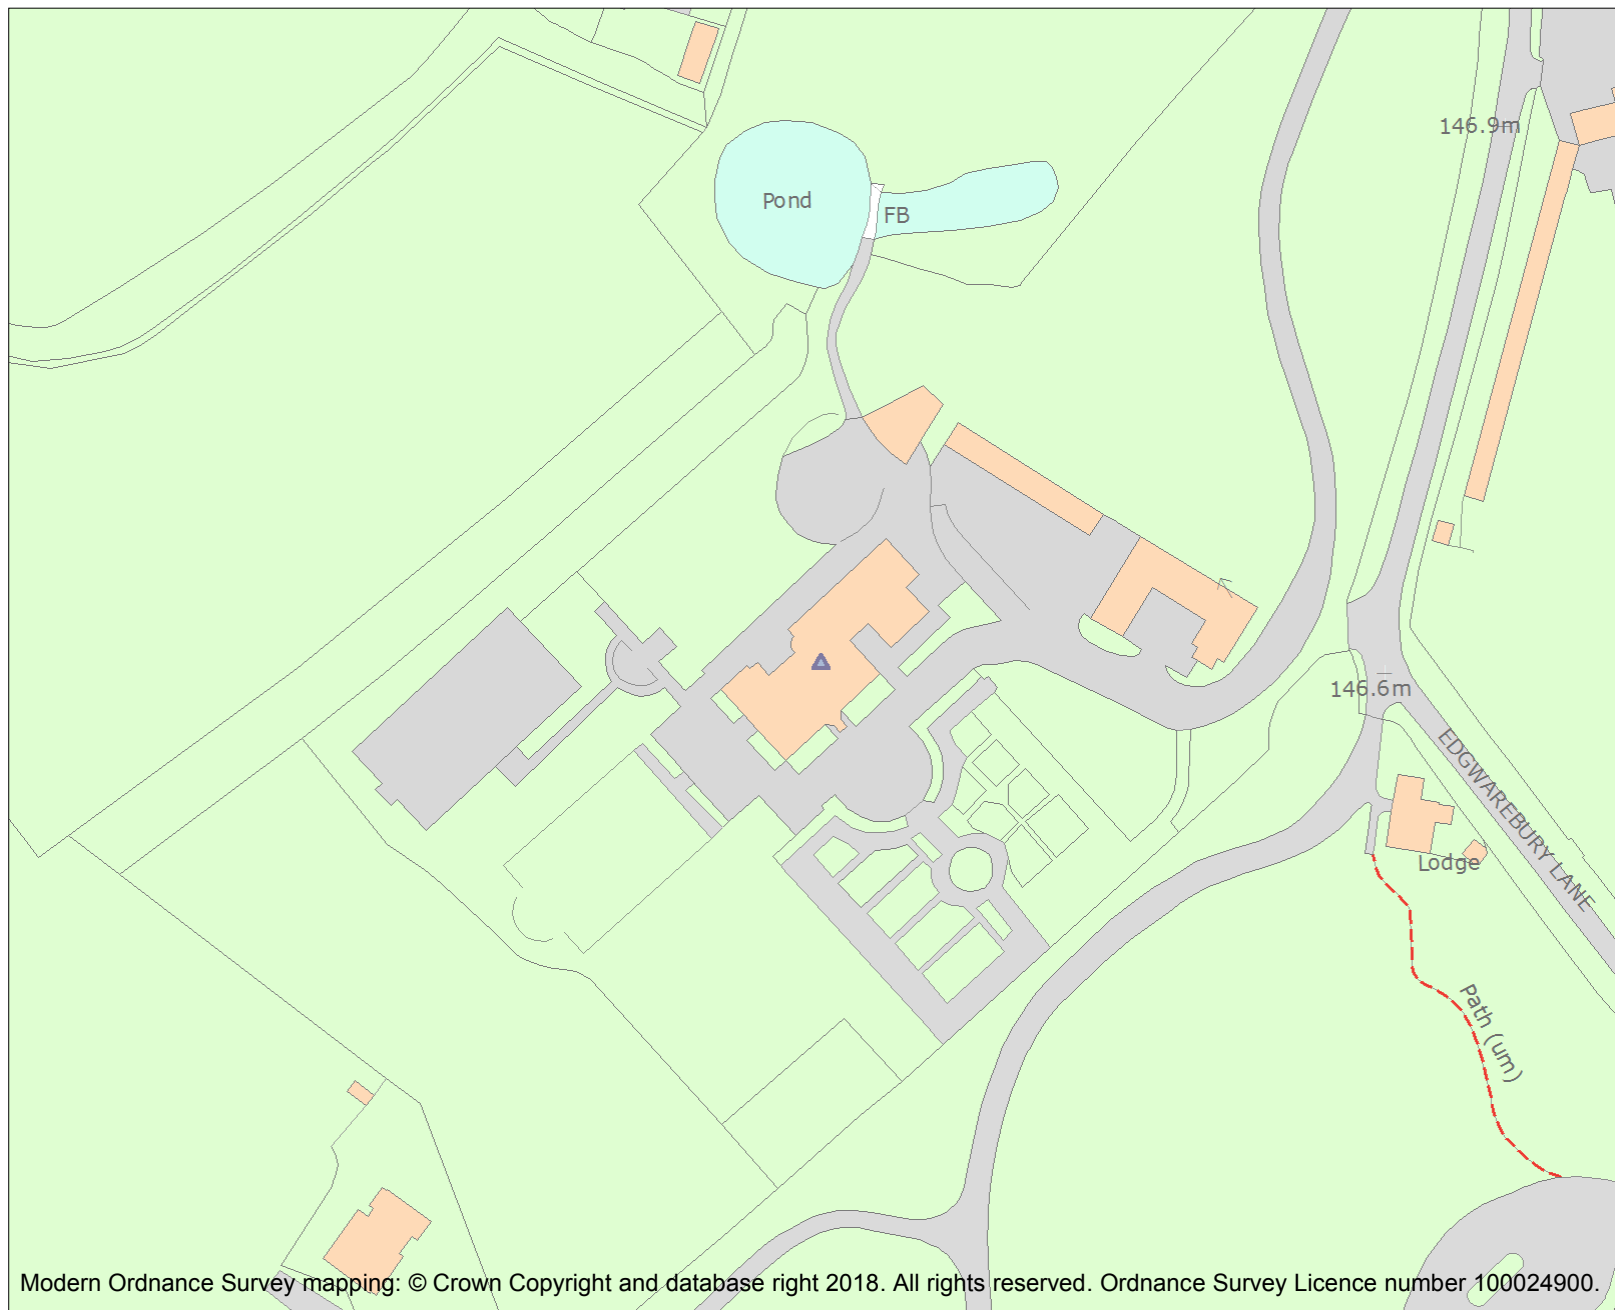 146.9m
Pond
FB
146.6m
EDGWAREBURY LANE
Lodge
Path (um)
Modern Ordnance Survey mapping: © Crown Copyright and database right 2018. All rights reserved. Ordnance Survey Licence number 100024900.